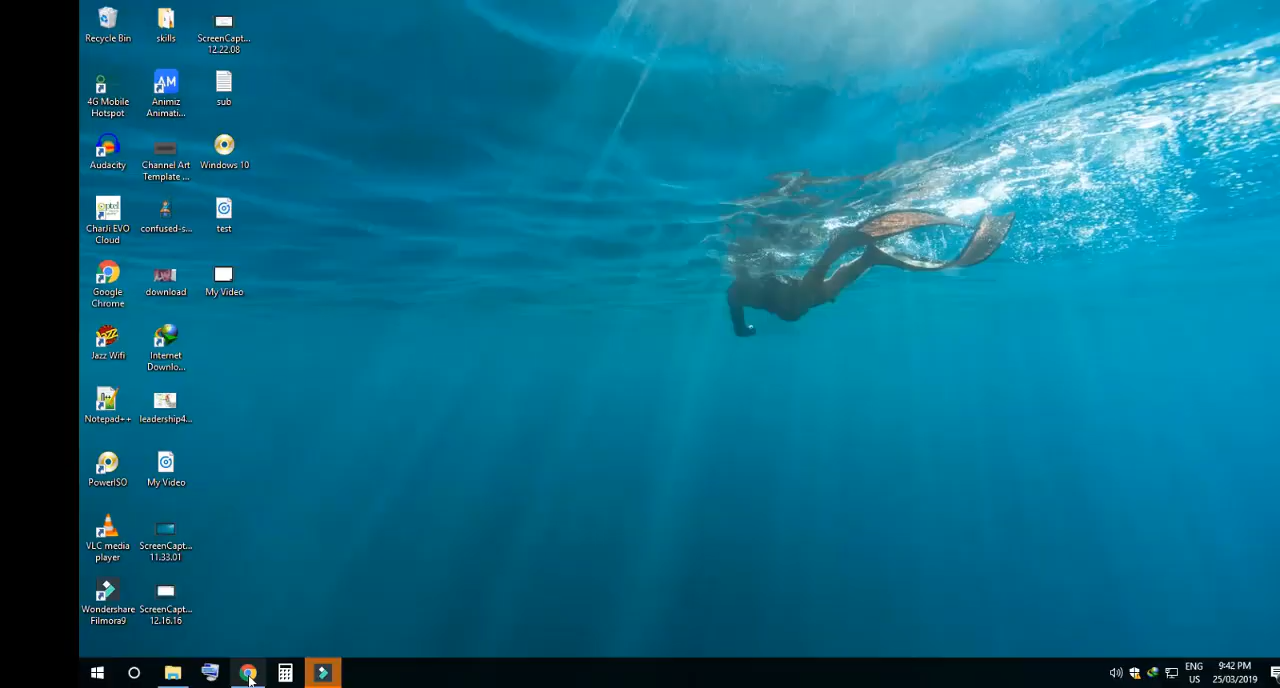 Recycle Bin
skills
ScreenCapt...
12.22.08
4G Mobile
Hotspot
Animiz
Animati...
sub
Audacity
Channel Art
Template ...
Windows 10
CharJi EVO
Cloud
confused-s...
test
Google
Chrome
download
My Video
Jazz Wifi
Internet
Downlo...
Notepad++
leadership4...
PowerISO
My Video
VLC media
player
ScreenCapt...
11.33.01
Wondershare
Filmora9
ScreenCapt...
12.16.16
ENG
US
9:42 PM
25/03/2019